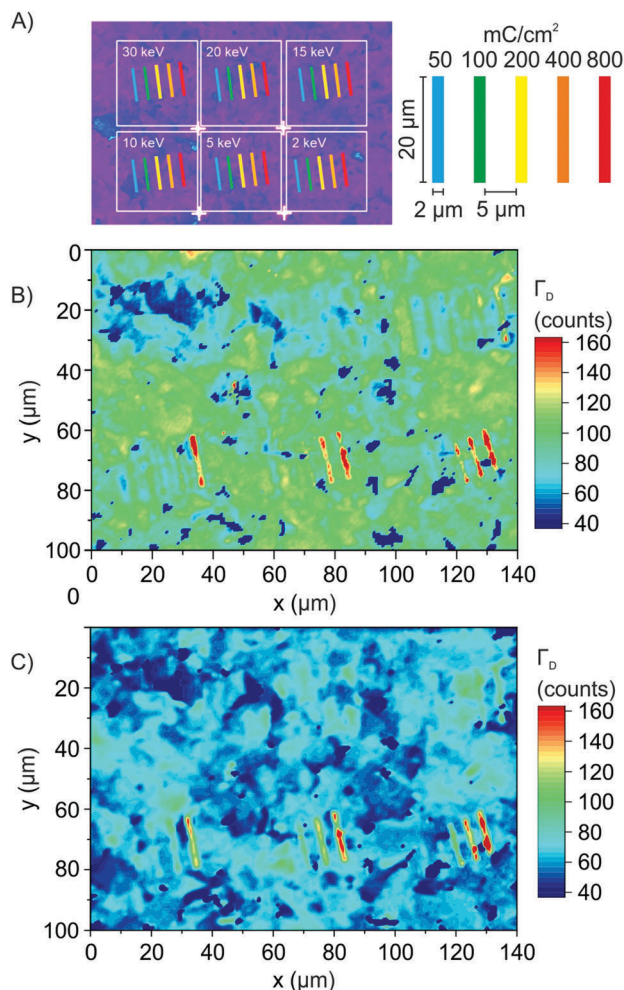 A)
30 keV 20 keV 15 keV
10 keV 5 keV 2 keV
mC/cm²
50 100 200 400 800
20 µm
2 µm
5 µm
B)
0
20
40
60
80
100
y (µm)
0 20 40 60 80 100 120 140
0
x (µm)
Γ_D
(counts)
160
140
120
100
80
60
40
C)
20
40
60
80
100
y (µm)
0 20 40 60 80 100 120 140
x (µm)
Γ_D
(counts)
160
140
120
100
80
60
40